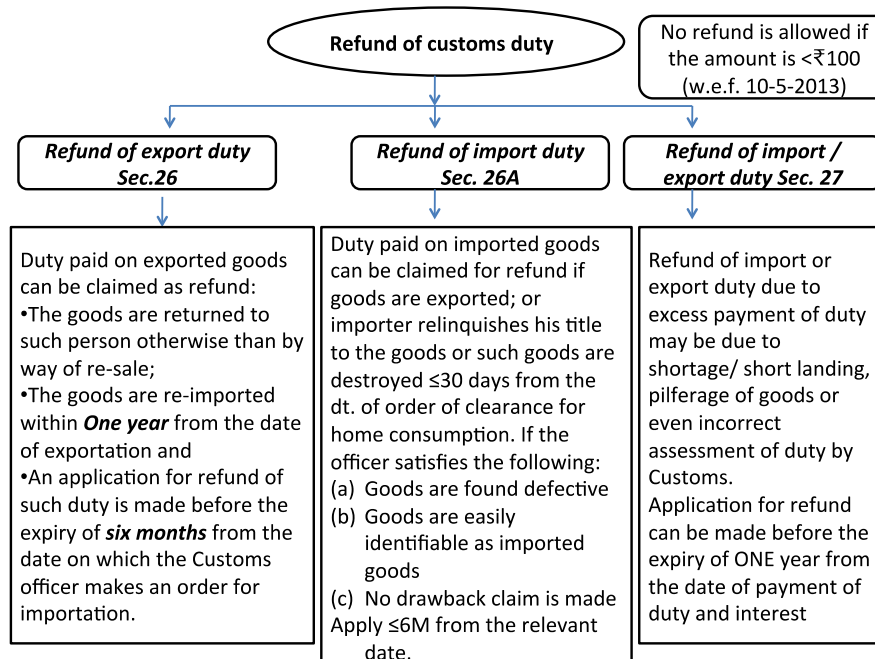 Refund of customs duty
No refund is allowed if
the amount is <₹100
(w.e.f. 10-5-2013)
Refund of export duty
Sec.26
Refund of import duty
Sec. 26A
Refund of import /
export duty Sec. 27
Duty paid on exported goods
can be claimed as refund:
•The goods are returned to
such person otherwise than by
way of re-sale;
•The goods are re-imported
within One year from the date
of exportation and
•An application for refund of
such duty is made before the
expiry of six months from the
date on which the Customs
officer makes an order for
importation.
Duty paid on imported goods
can be claimed for refund if
goods are exported; or
importer relinquishes his title
to the goods or such goods are
destroyed ≤30 days from the
dt. of order of clearance for
home consumption. If the
officer satisfies the following:
(a) Goods are found defective
(b) Goods are easily
identifiable as imported
goods
(c) No drawback claim is made
Apply ≤6M from the relevant
date.
Refund of import or
export duty due to
excess payment of duty
may be due to
shortage/ short landing,
pilferage of goods or
even incorrect
assessment of duty by
Customs.
Application for refund
can be made before the
expiry of ONE year from
the date of payment of
duty and interest